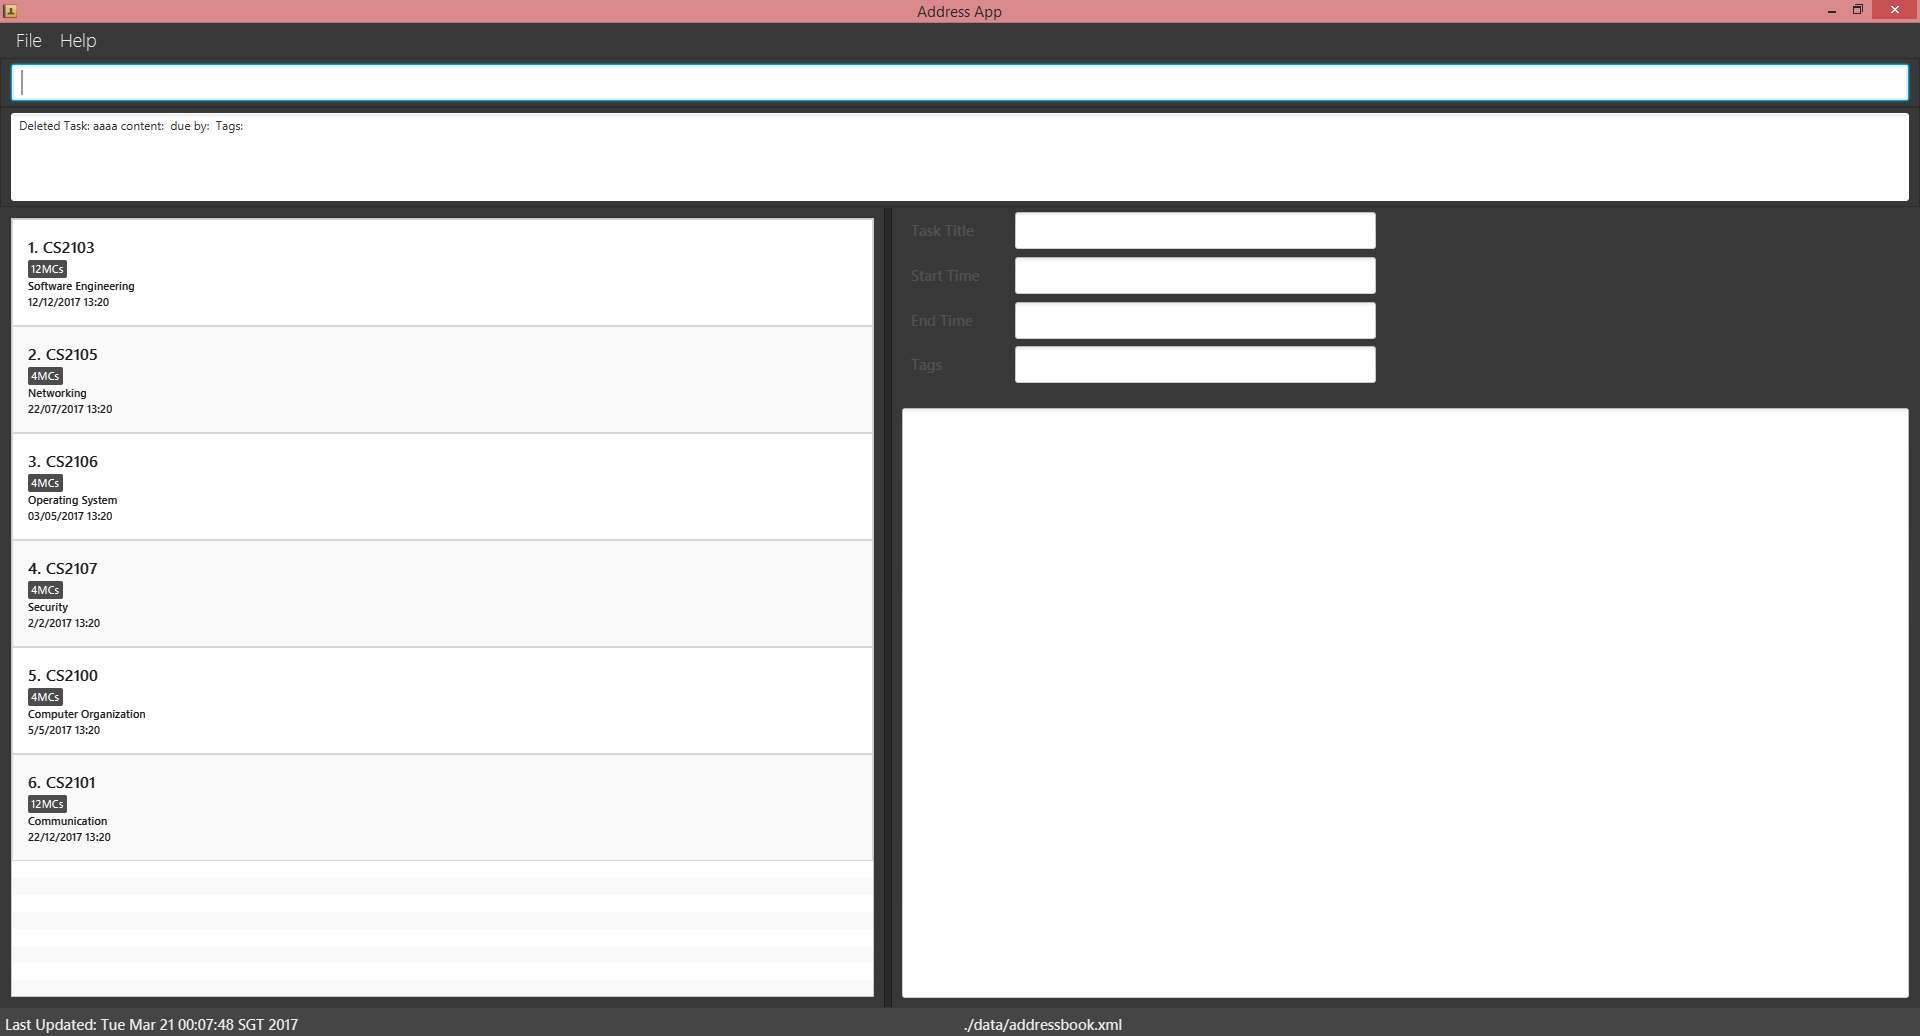 Address App
File Help
Deleted Task: aaaa content:  due by:  Tags:
1. CS2103
12MCs
Software Engineering
12/12/2017 13:20
2. CS2105
4MCs
Networking
22/07/2017 13:20
3. CS2106
4MCs
Operating System
03/05/2017 13:20
4. CS2107
4MCs
Security
2/2/2017 13:20
5. CS2100
4MCs
Computer Organization
5/5/2017 13:20
6. CS2101
12MCs
Communication
22/12/2017 13:20
Task Title
Start Time
End Time
Tags
Last Updated: Tue Mar 21 00:07:48 SGT 2017
./data/addressbook.xml